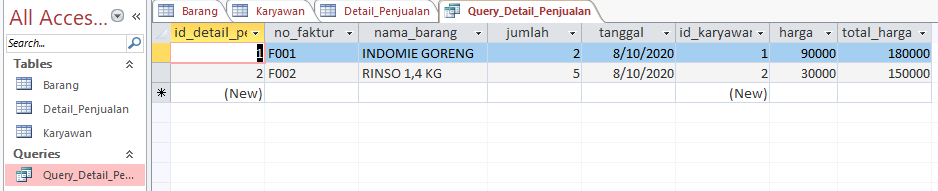 All Acces...
Search...
Tables
Barang
Detail_Penjualan
Karyawan
Queries
Query_Detail_Pe...
Barang Karyawan Detail_Penjualan Query_Detail_Penjualan
id_detail_pe no_faktur nama_barang jumlah tanggal id_karyawan harga total_harga
1 F001 INDOMIE GORENG 2 8/10/2020 1 90000 180000
2 F002 RINSO 1,4 KG 5 8/10/2020 2 30000 150000
(New) (New)